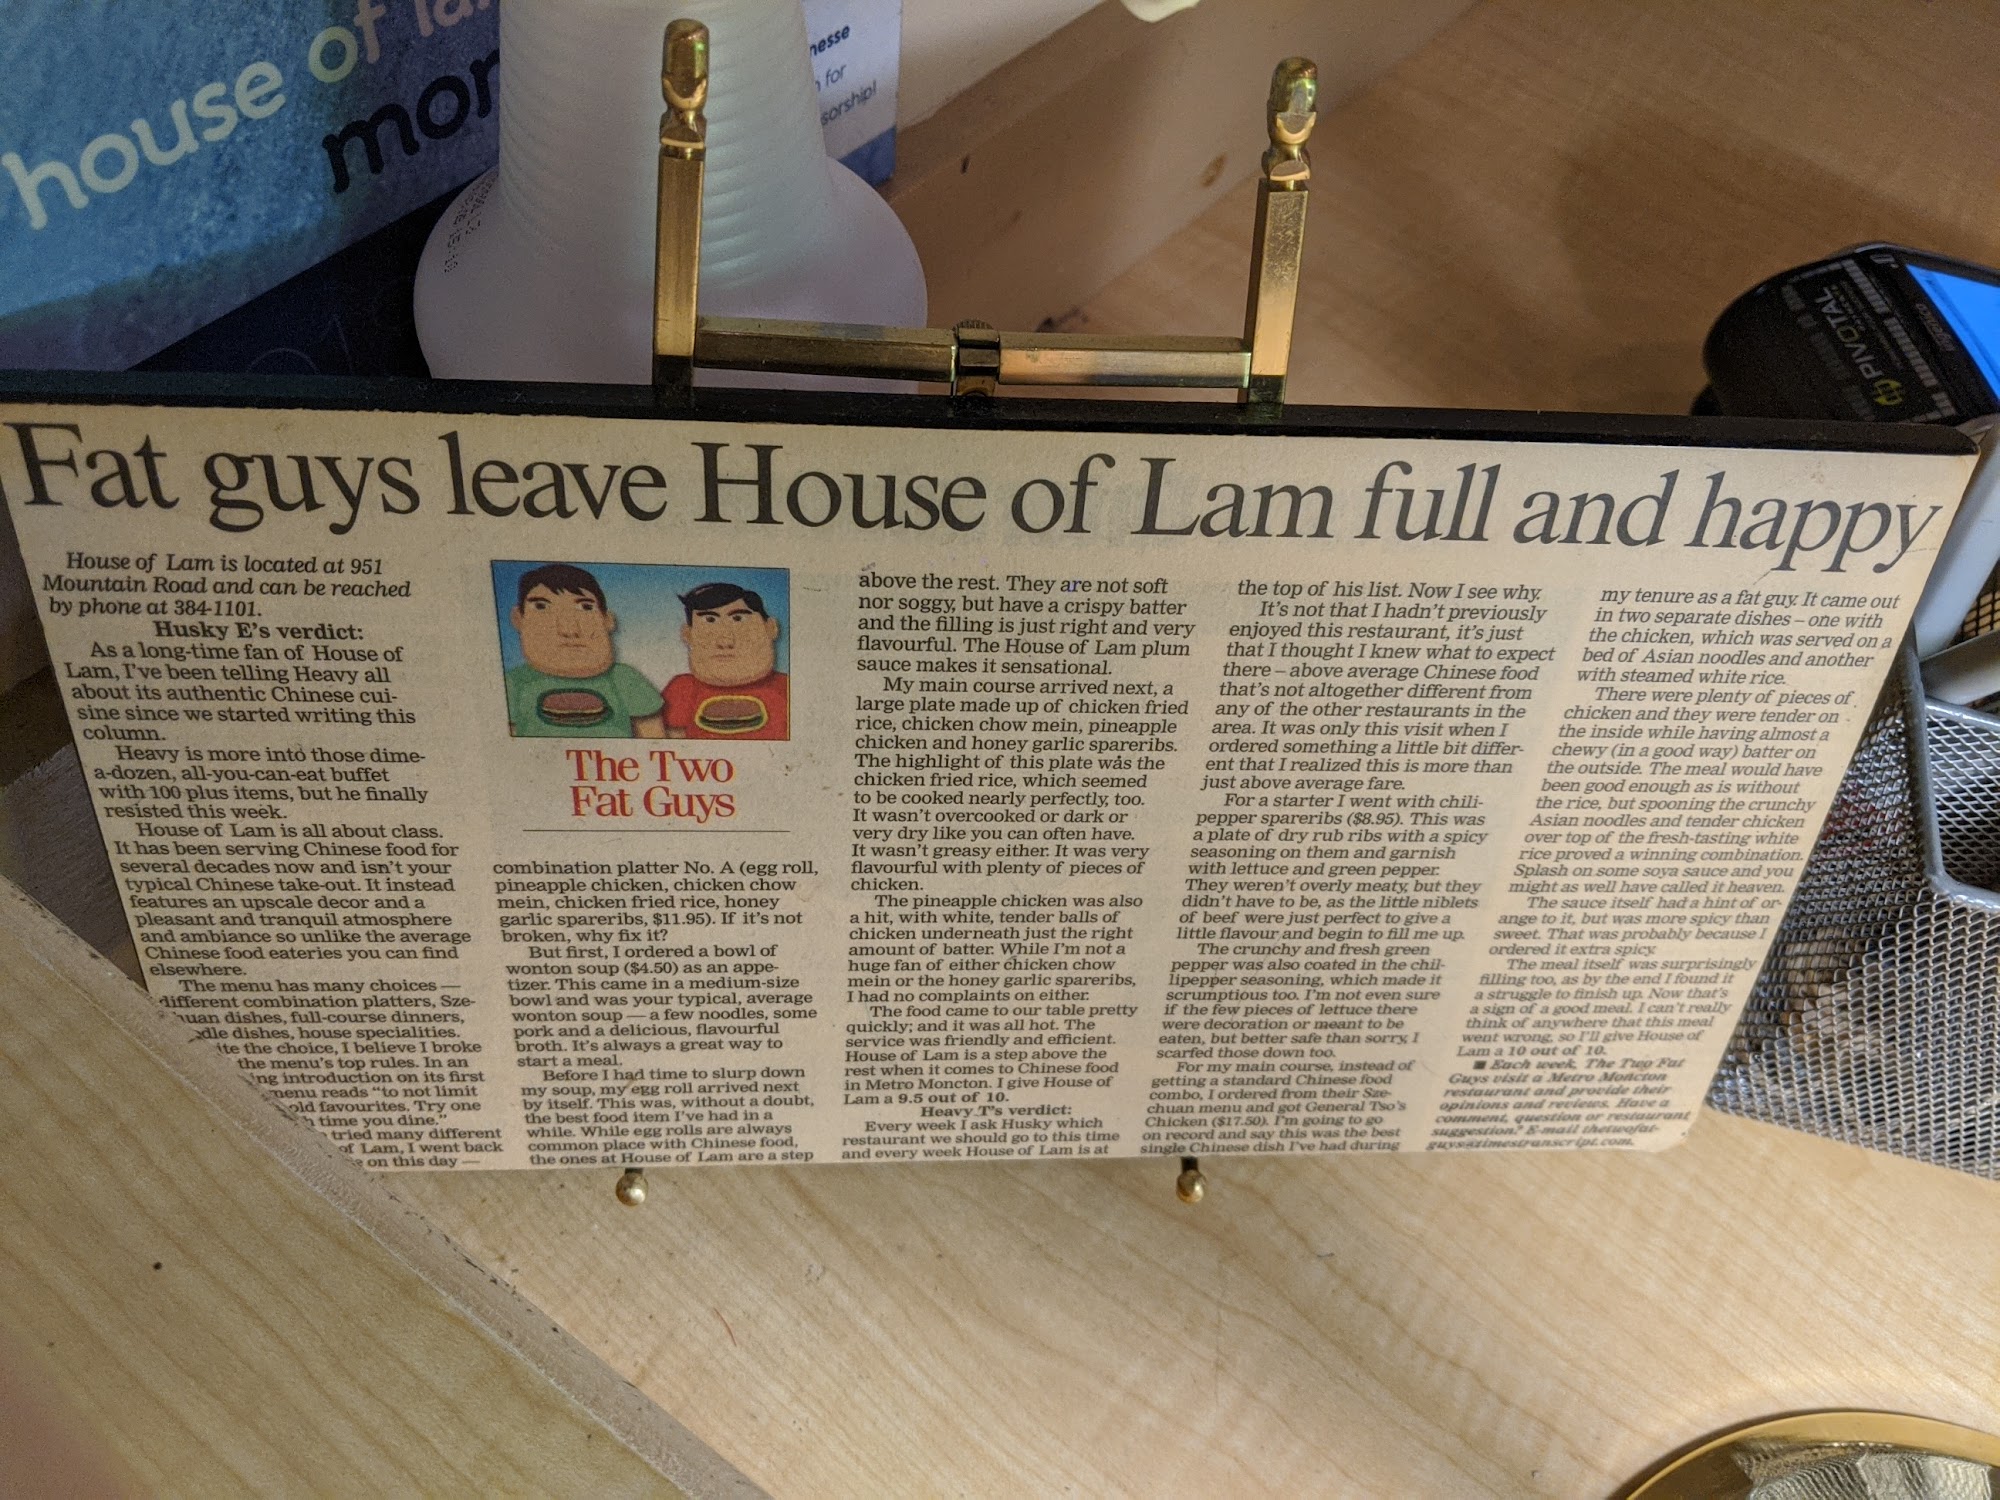 house of
mor
nesse
for
sorship!
PIVOTAL
Fat guys leave House of Lam full and happy
House of Lam is located at 951
Mountain Road and can be reached
by phone at 384-1101.
Husky E's verdict:
As a long-time fan of House of
Lam, I've been telling Heavy all
about its authentic Chinese cui-
sine since we started writing this
column.
Heavy is more into those dime-
a-dozen, all-you-can-eat buffet
with 100 plus items, but he finally
resisted this week.
House of Lam is all about class.
It has been serving Chinese food for
several decades now and isn't your
typical Chinese take-out. It instead
features an upscale decor and a
pleasant and tranquil atmosphere
and ambiance so unlike the average
Chinese food eateries you can find
elsewhere.
The menu has many choices —
different combination platters, Sze-
huan dishes, full-course dinners,
dle dishes, house specialities.
ite the choice, I believe I broke
the menu's top rules. In an
ing introduction on its first
menu reads "to not limit
old favourites. Try one
h time you dine."
tried many different
of Lam, I went back
e on this day —
The Two
Fat Guys
combination platter No. A (egg roll,
pineapple chicken, chicken chow
mein, chicken fried rice, honey
garlic spareribs, $11.95). If it's not
broken, why fix it?
But first, I ordered a bowl of
wonton soup ($4.50) as an appe-
tizer. This came in a medium-size
bowl and was your typical, average
wonton soup — a few noodles, some
pork and a delicious, flavourful
broth. It's always a great way to
start a meal.
Before I had time to slurp down
my soup, my egg roll arrived next
by itself. This was, without a doubt,
the best food item I've had in a
while. While egg rolls are always
common place with Chinese food,
the ones at House of Lam are a step
above the rest. They are not soft
nor soggy, but have a crispy batter
and the filling is just right and very
flavourful. The House of Lam plum
sauce makes it sensational.
My main course arrived next, a
large plate made up of chicken fried
rice, chicken chow mein, pineapple
chicken and honey garlic spareribs.
The highlight of this plate was the
chicken fried rice, which seemed
to be cooked nearly perfectly, too.
It wasn't overcooked or dark or
very dry like you can often have.
It wasn't greasy either. It was very
flavourful with plenty of pieces of
chicken.
The pineapple chicken was also
a hit, with white, tender balls of
chicken underneath just the right
amount of batter. While I'm not a
huge fan of either chicken chow
mein or the honey garlic spareribs,
I had no complaints on either.
The food came to our table pretty
quickly; and it was all hot. The
service was friendly and efficient.
House of Lam is a step above the
rest when it comes to Chinese food
in Metro Moncton. I give House of
Lam a 9.5 out of 10.
Heavy T's verdict:
Every week I ask Husky which
restaurant we should go to this time
and every week House of Lam is at
the top of his list. Now I see why.
It's not that I hadn't previously
enjoyed this restaurant, it's just
that I thought I knew what to expect
there – above average Chinese food
that's not altogether different from
any of the other restaurants in the
area. It was only this visit when I
ordered something a little bit differ-
ent that I realized this is more than
just above average fare.
For a starter I went with chili-
pepper spareribs ($8.95). This was
a plate of dry rub ribs with a spicy
seasoning on them and garnish
with lettuce and green pepper.
They weren't overly meaty, but they
didn't have to be, as the little niblets
of beef were just perfect to give a
little flavour and begin to fill me up.
The crunchy and fresh green
pepper was also coated in the chil-
lipepper seasoning, which made it
scrumptious too. I'm not even sure
if the few pieces of lettuce there
were decoration or meant to be
eaten, but better safe than sorry, I
scarfed those down too.
For my main course, instead of
getting a standard Chinese food
combo, I ordered from their Sze-
chuan menu and got General Tso's
Chicken ($17.50). I'm going to go
on record and say this was the best
single Chinese dish I've had during
my tenure as a fat guy. It came out
in two separate dishes – one with
the chicken, which was served on a
bed of Asian noodles and another
with steamed white rice.
There were plenty of pieces of
chicken and they were tender on
the inside while having almost a
chewy (in a good way) batter on
the outside. The meal would have
been good enough as is without
the rice, but spooning the crunchy
Asian noodles and tender chicken
over top of the fresh-tasting white
rice proved a winning combination.
Splash on some soya sauce and you
might as well have called it heaven.
The sauce itself had a hint of or-
ange to it, but was more spicy than
sweet. That was probably because I
ordered it extra spicy.
The meal itself was surprisingly
filling too, as by the end I found it
a struggle to finish up. Now that's
a sign of a good meal. I can't really
think of anywhere that this meal
went wrong, so I'll give House of
Lam a 10 out of 10.
■ Each week, The Two Fat
Guys visit a Metro Moncton
restaurant and provide their
opinions and reviews. Have a
comment, question or restaurant
suggestion? E-mail thetwofat-
guys@timestranscript.com.